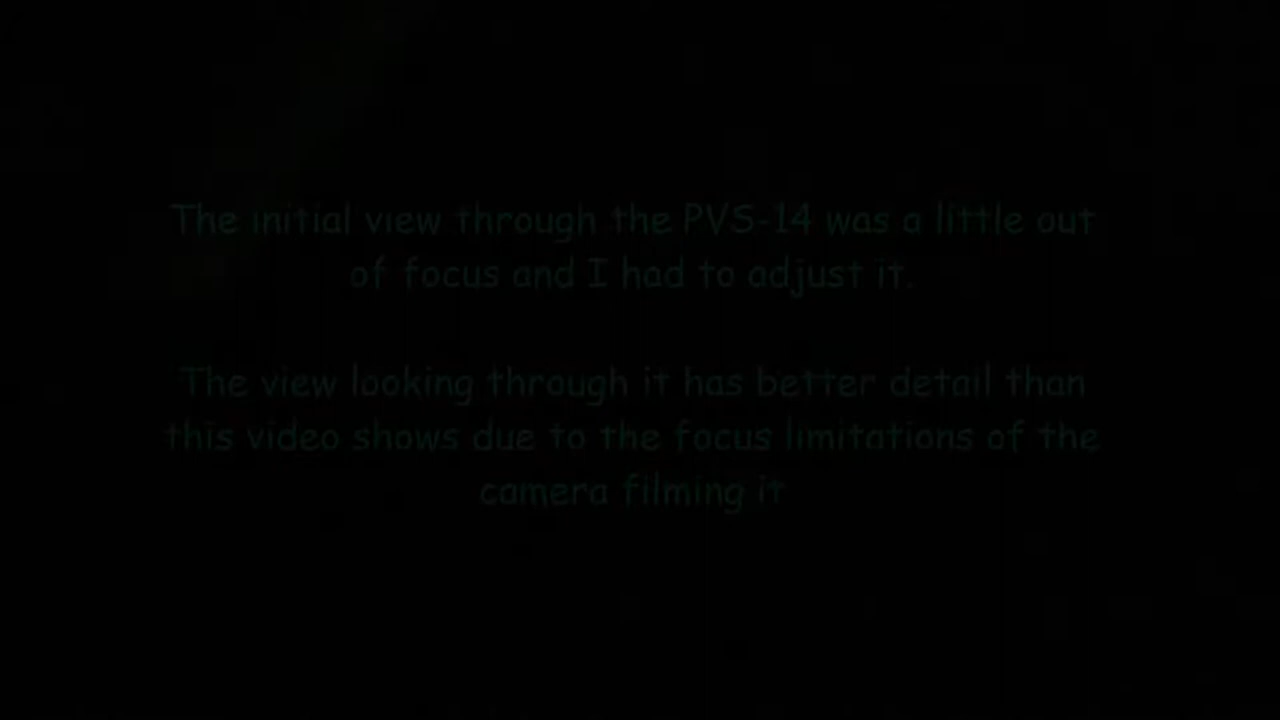 The initial view through the PVS-14 was a little out
of focus and I had to adjust it.
The view looking through it has better detail than
this video shows due to the focus limitations of the
camera filming it